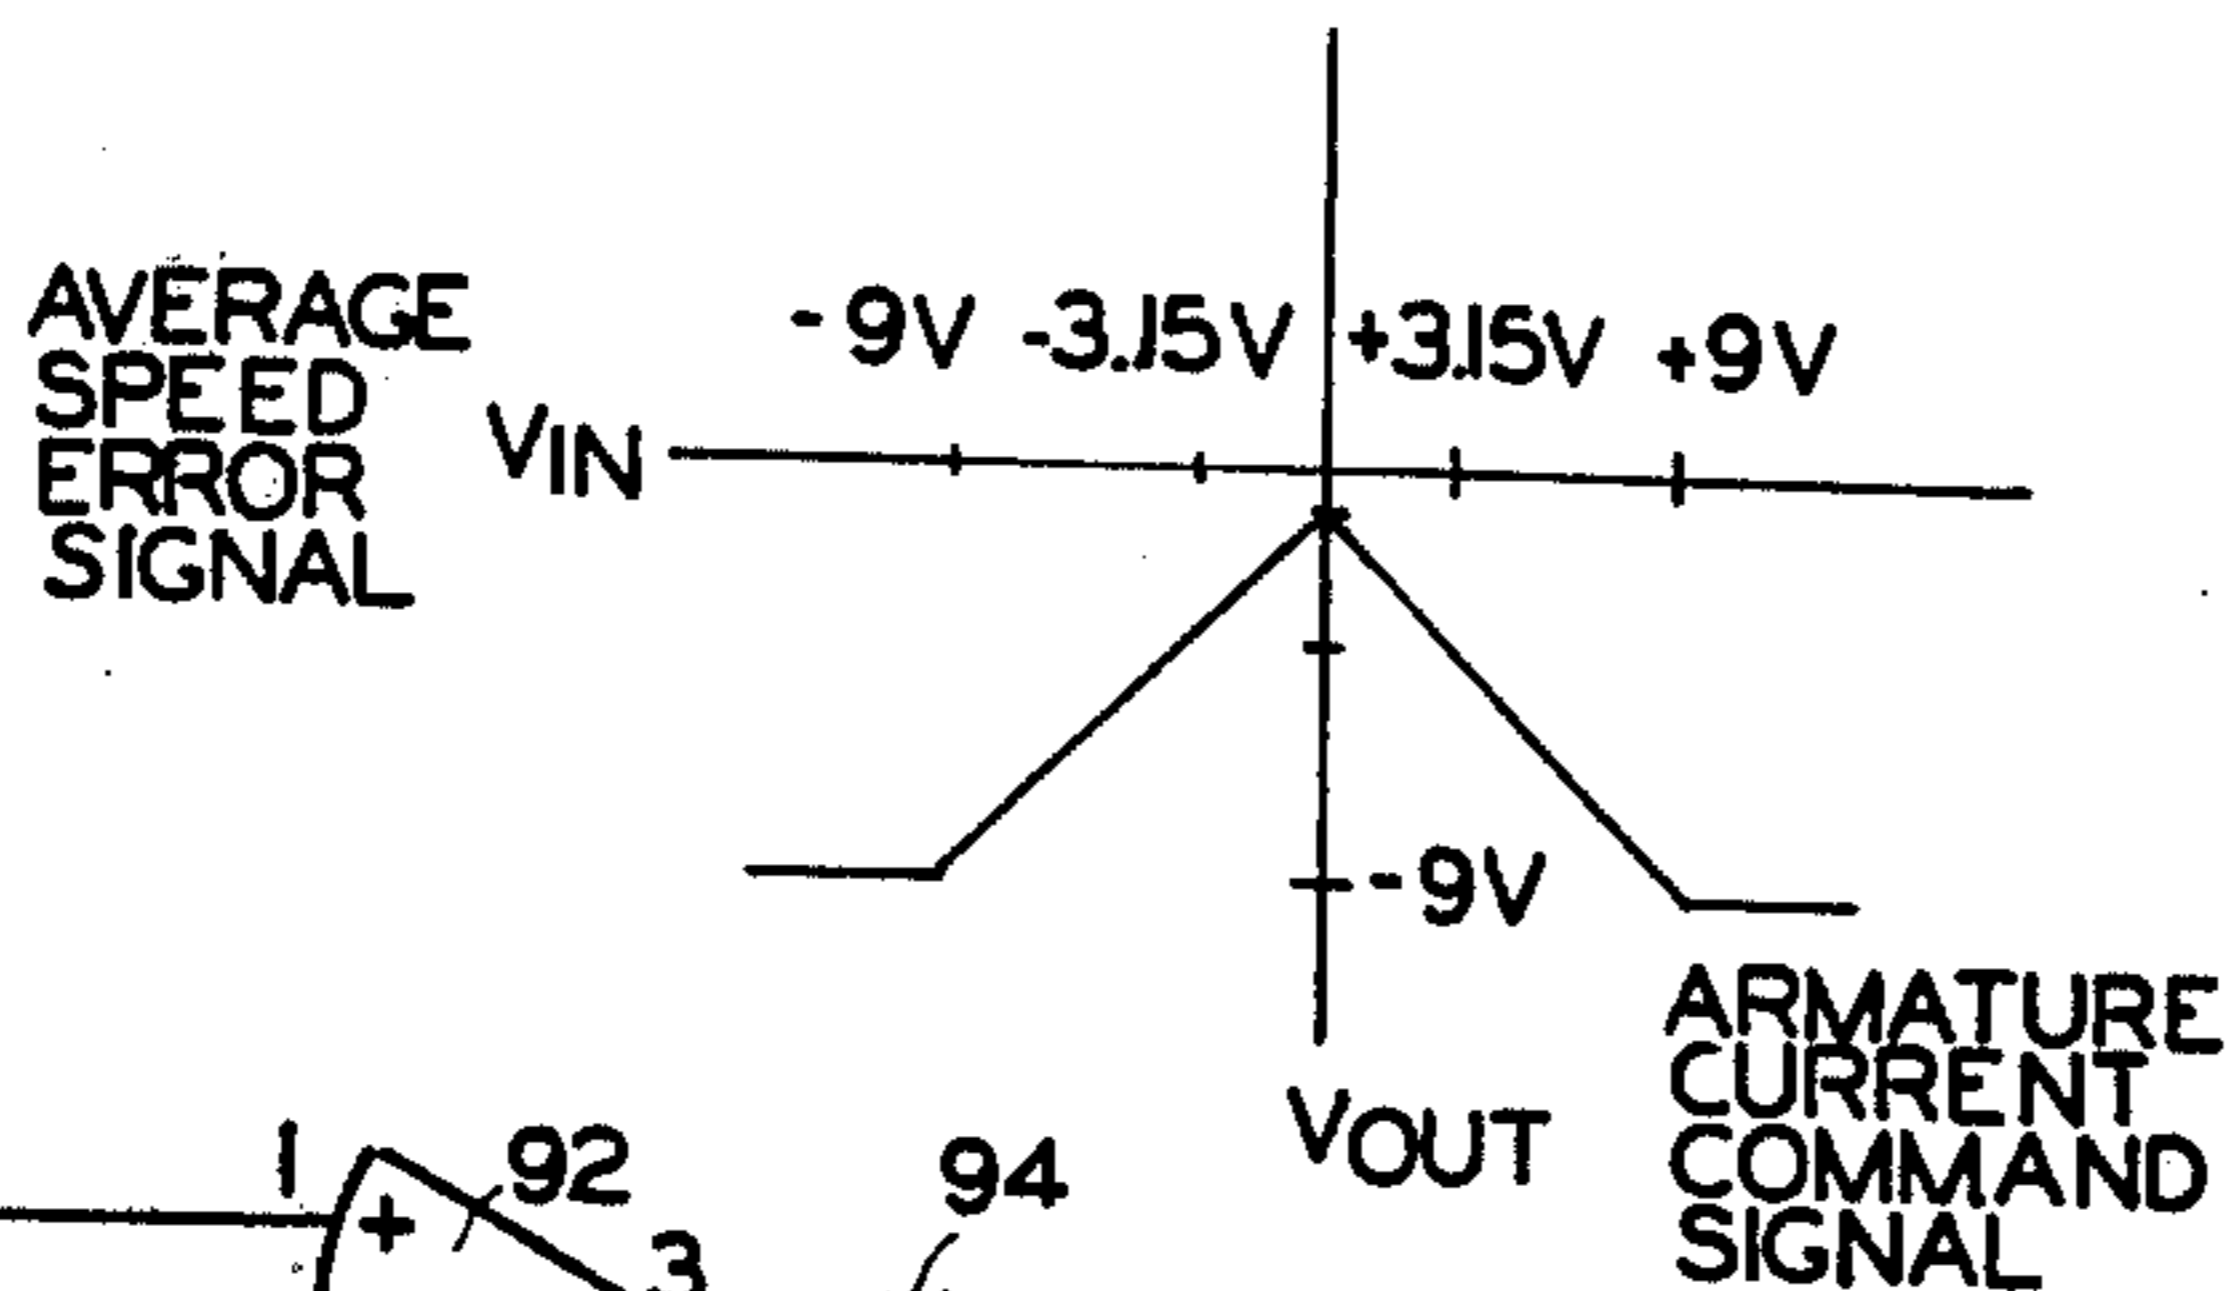 AVERAGE
SPEED
ERROR
SIGNAL
VIN
-9V -3.15V +3.15V +9V
-9V
VOUT
ARMATURE
CURRENT
COMMAND
SIGNAL
1
+
92
3
94